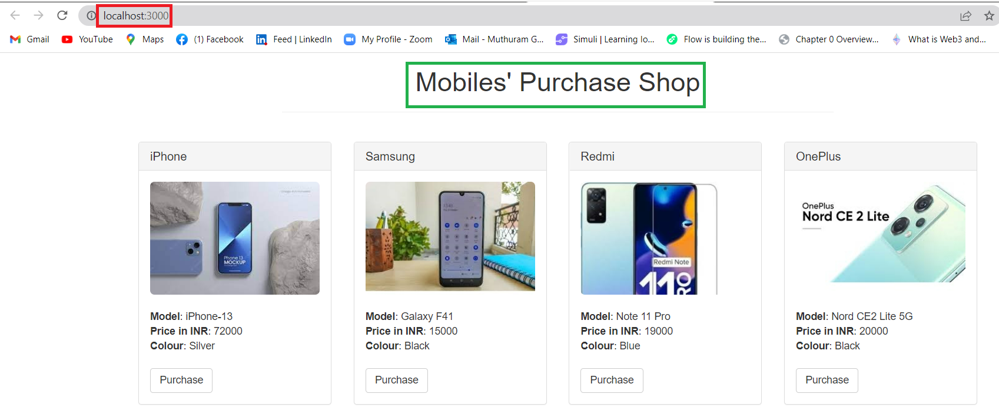 localhost:3000
Gmail YouTube Maps (1) Facebook Feed | LinkedIn My Profile - Zoom Mail - Muthuram G... Simuli | Learning Io... Flow is building the... Chapter 0 Overview... What is Web3 and...
Mobiles' Purchase Shop
iPhone
Phone 13
MOCKUP
Model: iPhone-13
Price in INR: 72000
Colour: Silver
Purchase
Samsung
Model: Galaxy F41
Price in INR: 15000
Colour: Black
Purchase
Redmi
Redmi Note
11 PRO
Model: Note 11 Pro
Price in INR: 19000
Colour: Blue
Purchase
OnePlus
OnePlus
Nord CE 2 Lite
Model: Nord CE2 Lite 5G
Price in INR: 20000
Colour: Black
Purchase